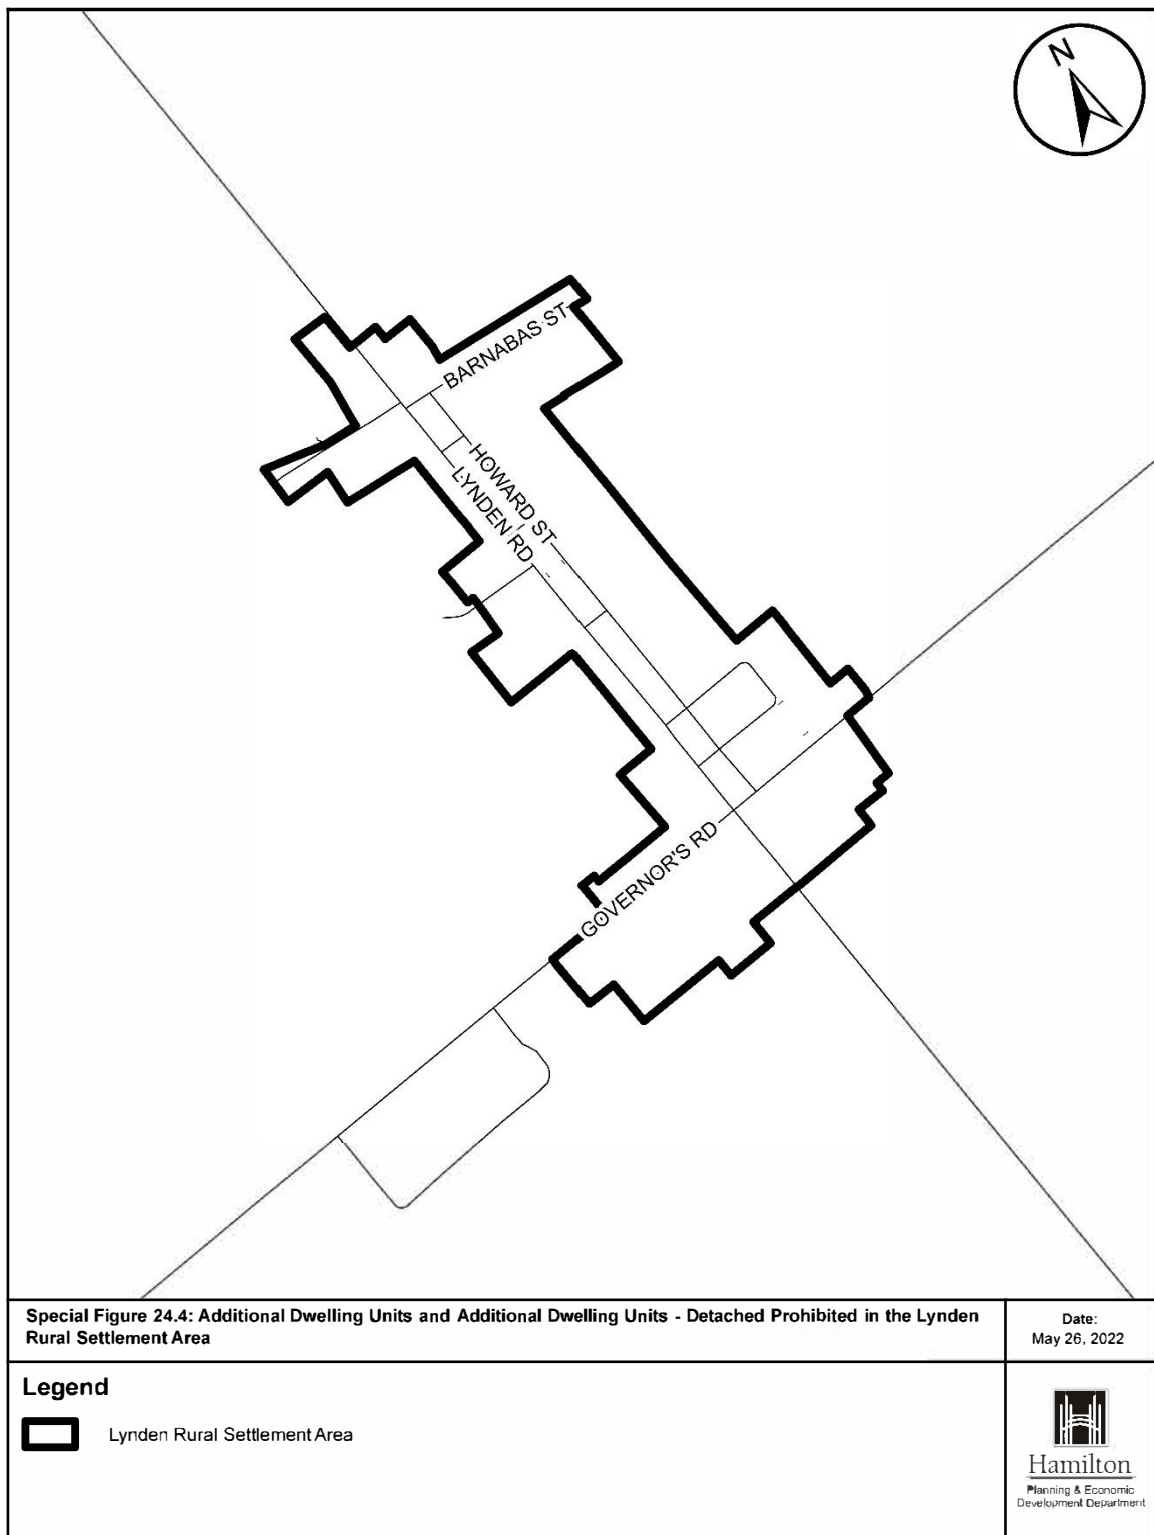 N
BARNABAS ST
HOWARD ST
LYNDEN RD
GOVERNOR'S RD
Special Figure 24.4: Additional Dwelling Units and Additional Dwelling Units - Detached Prohibited in the Lynden
Rural Settlement Area
Date:
May 26, 2022
Legend
Lynden Rural Settlement Area
Hamilton
Planning & Economic
Development Department